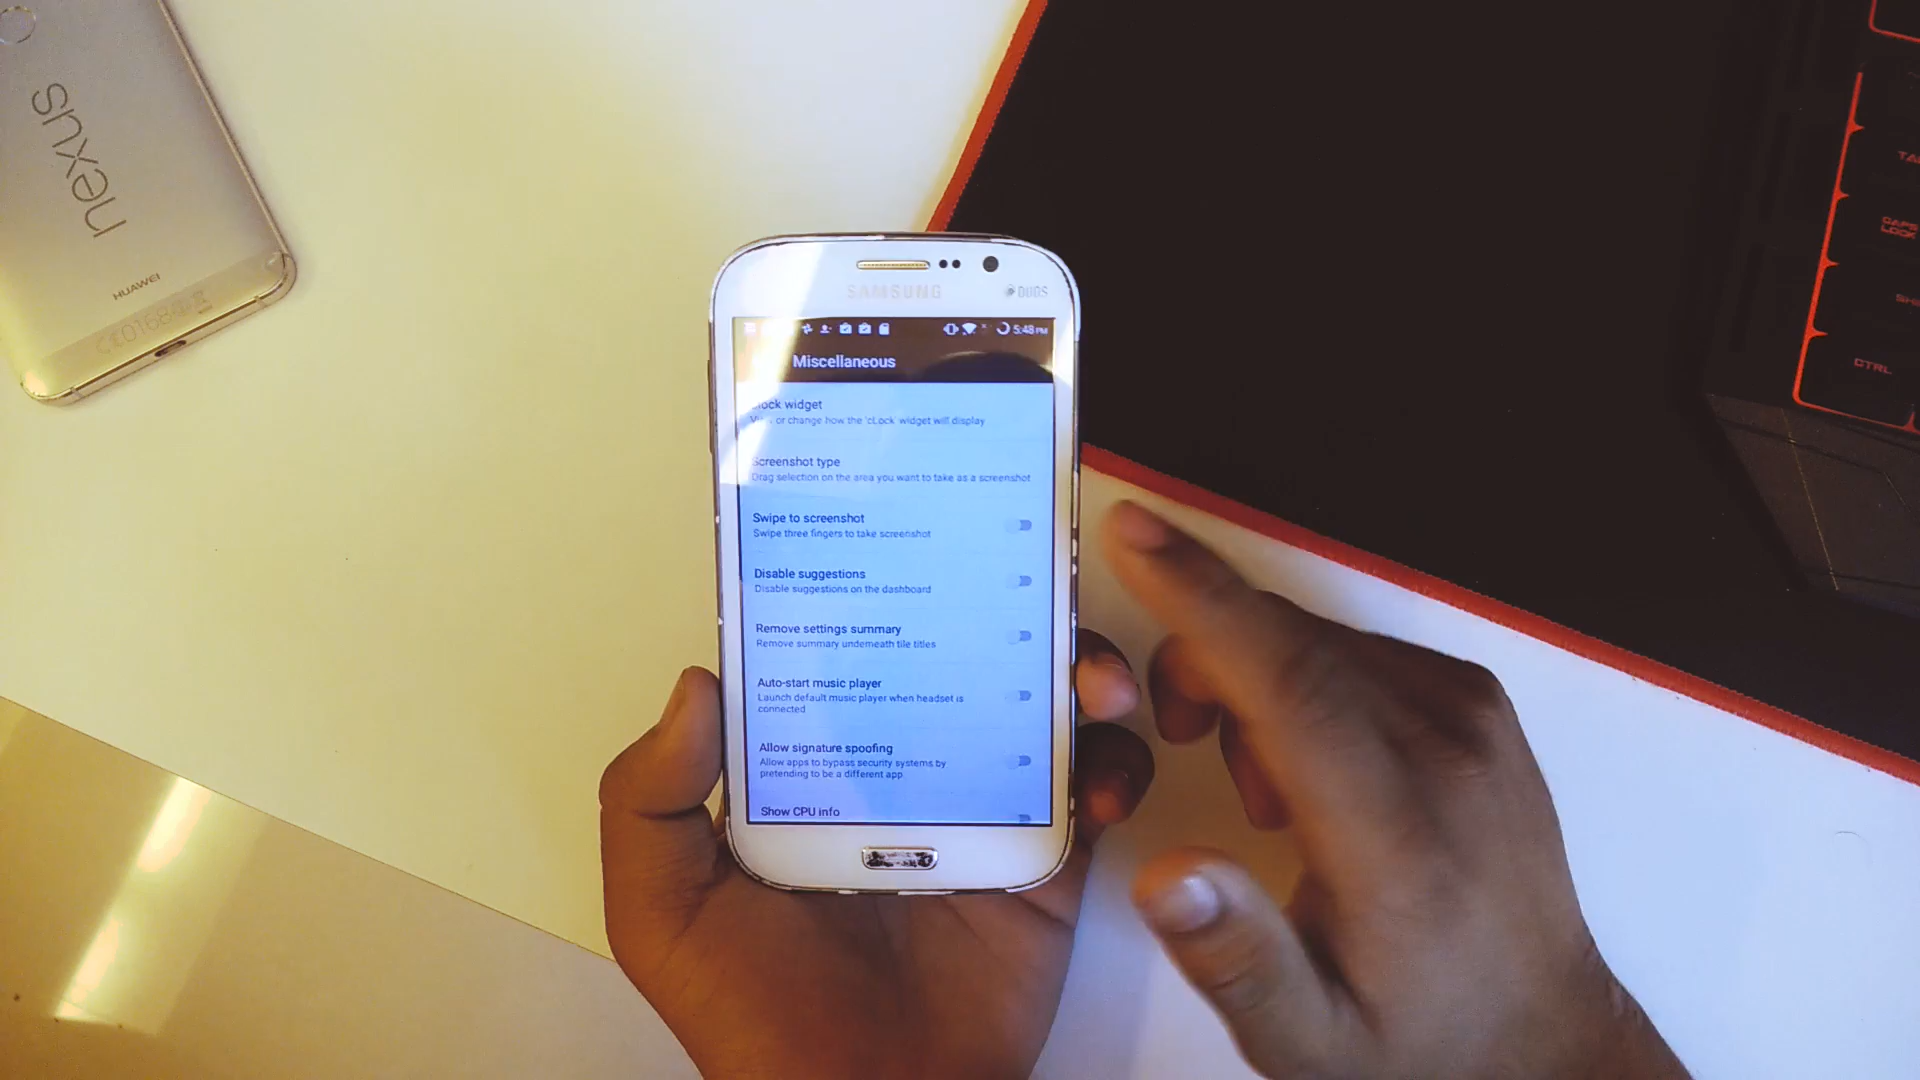 nexus
HUAWEI
SAMSUNG
DUOS
5:48 PM
Miscellaneous
widget
or change how the 'cLock' widget will display
Screenshot type
Drag selection on the area you want to take as a screenshot
Swipe to screenshot
Swipe three fingers to take screenshot
Disable suggestions
Disable suggestions on the dashboard
Remove settings summary
Remove summary underneath tile titles
Auto-start music player
Launch default music player when headset is
connected
Allow signature spoofing
Allow apps to bypass security systems by
pretending to be a different app
Show CPU info
CAPS
LOCK
CTRL